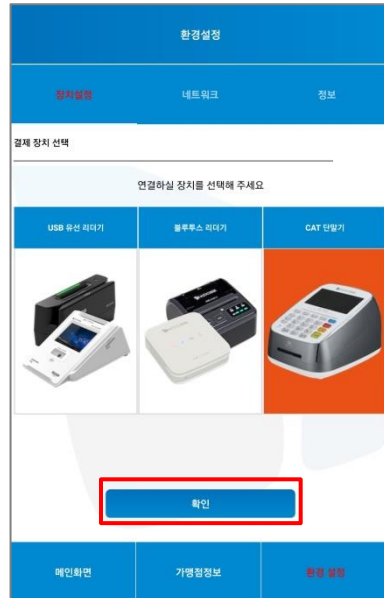 환경설정
장치설정 네트워크 정보
결제 장치 선택
연결하실 장치를 선택해 주세요
USB 유선 리더기 블루투스 리더기 CAT 단말기
확인
메인화면 가맹점정보 환경 설정